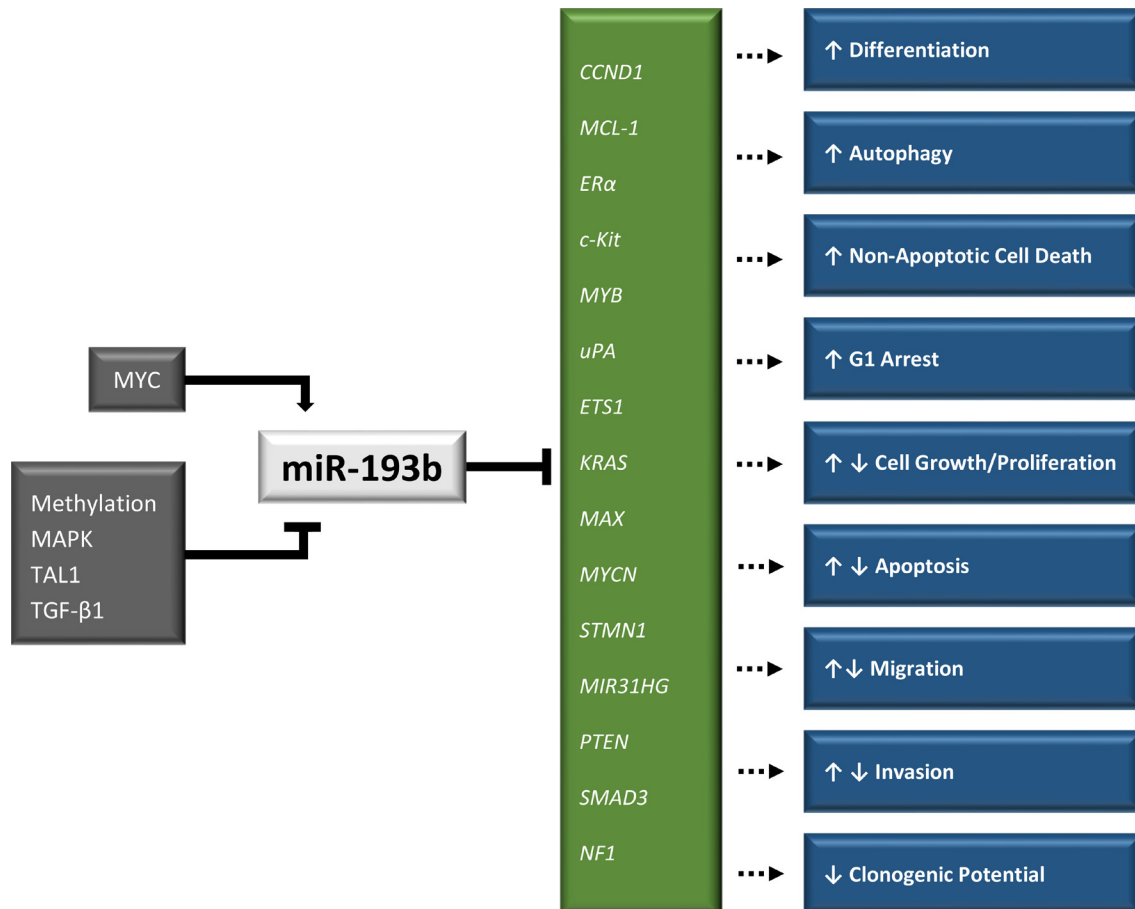 MYC
Methylation
MAPK
TAL1
TGF-β1
miR-193b
CCND1
MCL-1
ERα
c-Kit
MYB
uPA
ETS1
KRAS
MAX
MYCN
STMN1
MIR31HG
PTEN
SMAD3
NF1
↑ Differentiation
↑ Autophagy
↑ Non-Apoptotic Cell Death
↑ G1 Arrest
↑ ↓ Cell Growth/Proliferation
↑ ↓ Apoptosis
↑↓ Migration
↑ ↓ Invasion
↓ Clonogenic Potential